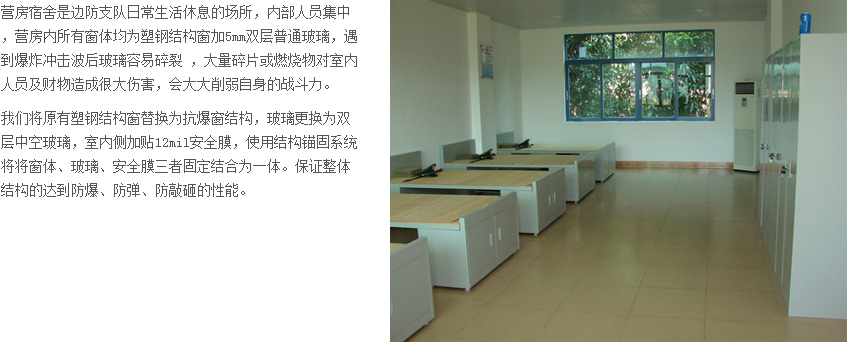 营房宿舍是边防支队日常生活休息的场所，内部人员集中
，营房内所有窗体均为塑钢结构窗加5mm双层普通玻璃，遇
到爆炸冲击波后玻璃容易碎裂 ，大量碎片或燃烧物对室内
人员及财物造成很大伤害，会大大削弱自身的战斗力。
我们将原有塑钢结构窗替换为抗爆窗结构，玻璃更换为双
层中空玻璃，室内侧加贴12mil安全膜，使用结构锚固系统
将将窗体、玻璃、安全膜三者固定结合为一体。保证整体
结构的达到防爆、防弹、防敲砸的性能。